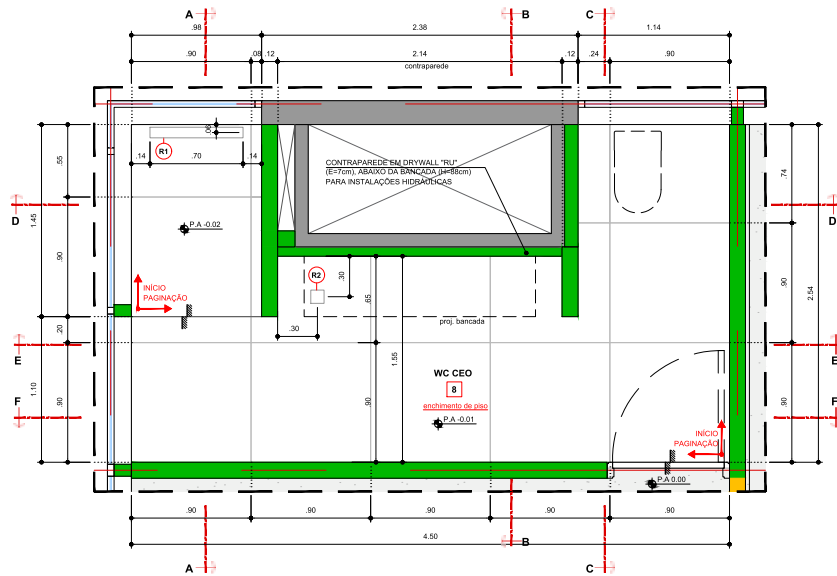 A
B
C
.98
2.38
1.14
.90
.08
.12
2.14
.12
.24
.90
contraparede
.06
R1
.14
.70
.14
.55
.74
CONTRAPAREDE EM DRYWALL "RU"
(E=7cm), ABAIXO DA BANCADA (H=88cm)
PARA INSTALAÇÕES HIDRÁULICAS
D
D
1.45
P.A -0.02
.90
R2
.30
.90
2.54
INÍCIO
PAGINAÇÃO
.65
.30
proj. bancada
.20
1.55
E
E
WC CEO
8
enchimento de piso
F
F
1.10
.90
.90
.90
P.A -0.01
INÍCIO
PAGINAÇÃO
P.A 0.00
.90
.90
.90
.90
.90
4.50
B
A
C